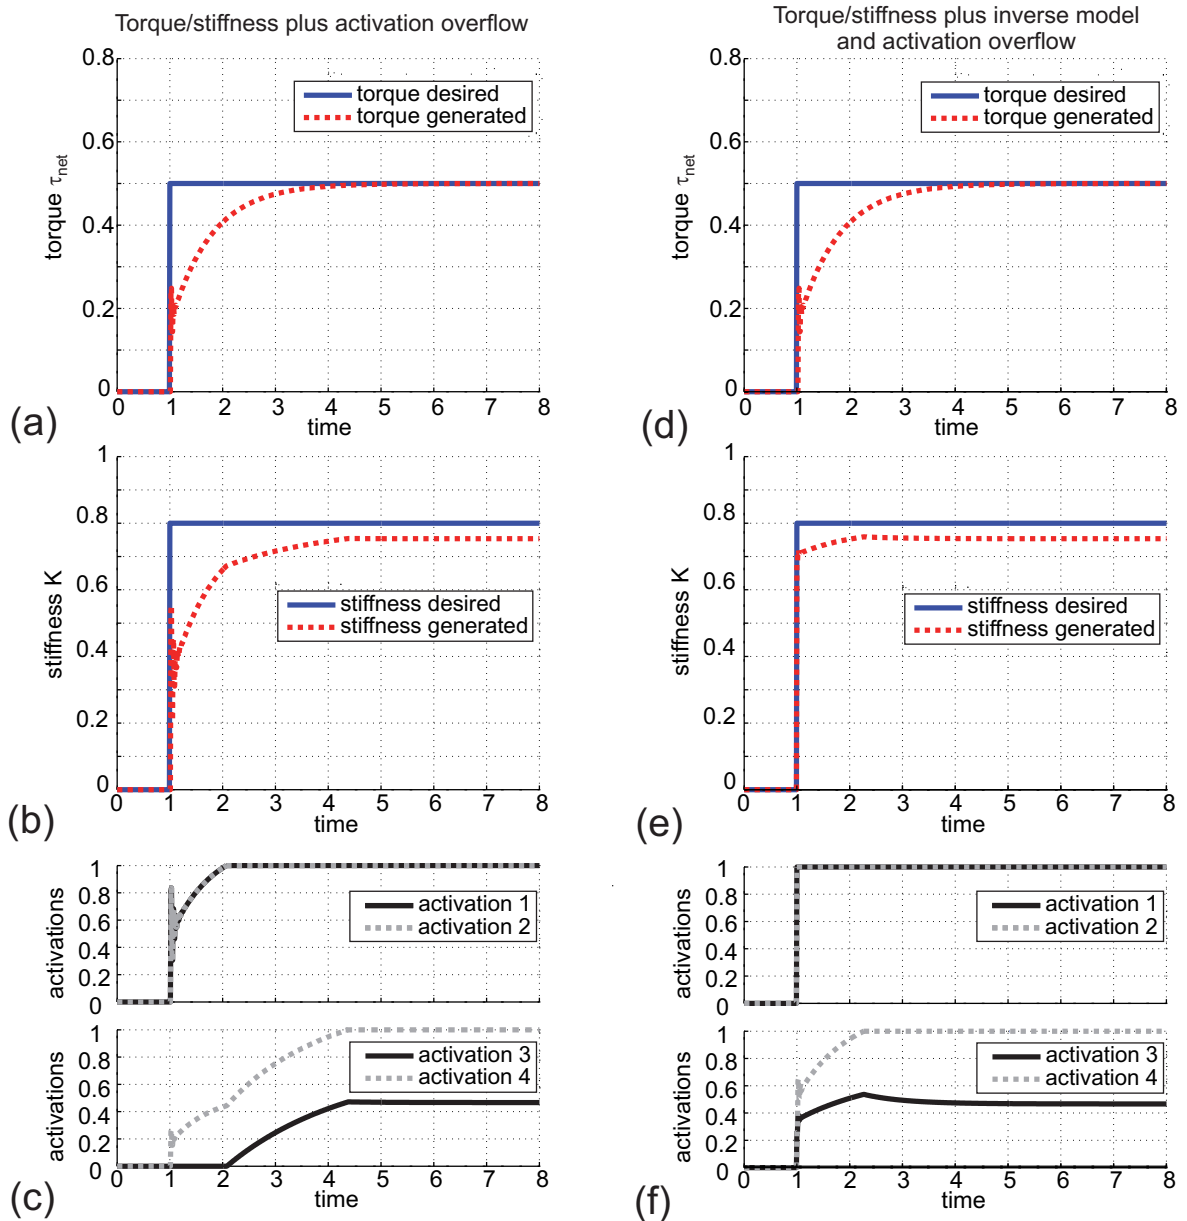 Torque/stiffness plus activation overflow
0.8
0.6
0.4
0.2
0
torque τnet
torque desired
torque generated
0 1 2 3 4 5 6 7 8
time
(a)
1
0.8
0.6
0.4
0.2
0
stiffness K
stiffness desired
stiffness generated
0 1 2 3 4 5 6 7 8
time
(b)
1
0.8
0.6
0.4
0.2
0
activations
activation 1
activation 2
1
0.8
0.6
0.4
0.2
0
activations
activation 3
activation 4
0 1 2 3 4 5 6 7 8
time
(c)
Torque/stiffness plus inverse model
and activation overflow
0.8
0.6
0.4
0.2
0
torque τnet
torque desired
torque generated
0 1 2 3 4 5 6 7 8
time
(d)
1
0.8
0.6
0.4
0.2
0
stiffness K
stiffness desired
stiffness generated
0 1 2 3 4 5 6 7 8
time
(e)
1
0.8
0.6
0.4
0.2
0
activations
activation 1
activation 2
1
0.8
0.6
0.4
0.2
0
activations
activation 3
activation 4
0 1 2 3 4 5 6 7 8
time
(f)